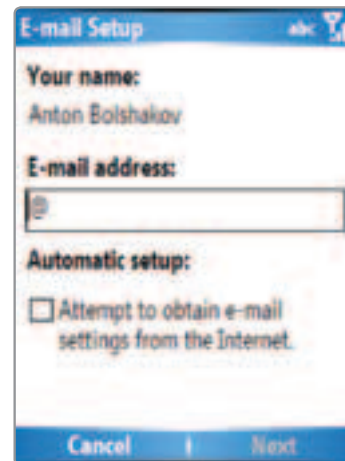 E-mail Setup abc
Your name:
Anton Bolshakov
E-mail address:
@
Automatic setup:
Attempt to obtain e-mail
settings from the Internet.
Cancel Next